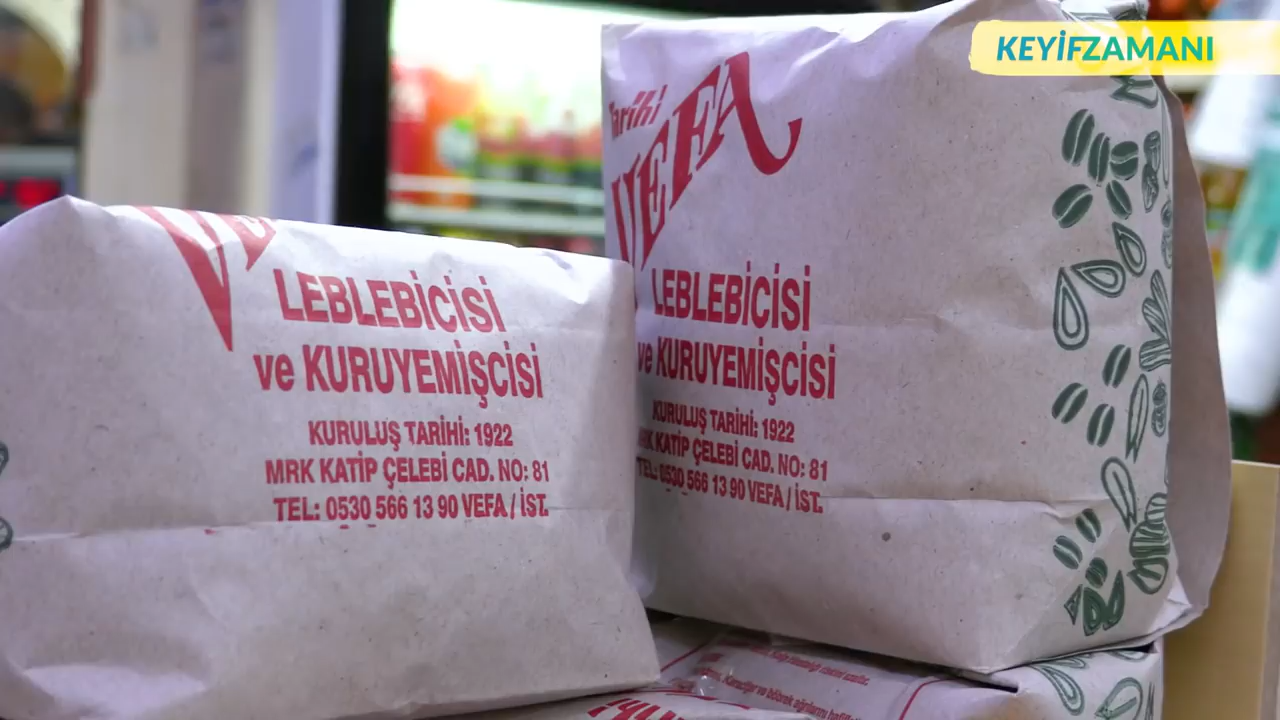 KEYİFZAMANI
LEBLEBİCİSİ
ve KURUYEMİŞCİSİ
KURULUŞ TARİHİ: 1922
MRK KATİP ÇELEBİ CAD. NO: 81
TEL: 0530 566 13 90 VEFA / İST.
Tarihi
VEFA
LEBLEBİCİSİ
ve KURUYEMİŞCİSİ
KURULUŞ TARİHİ: 1922
MRK KATİP ÇELEBİ CAD. NO: 81
TEL: 0530 566 13 90 VEFA / İST.